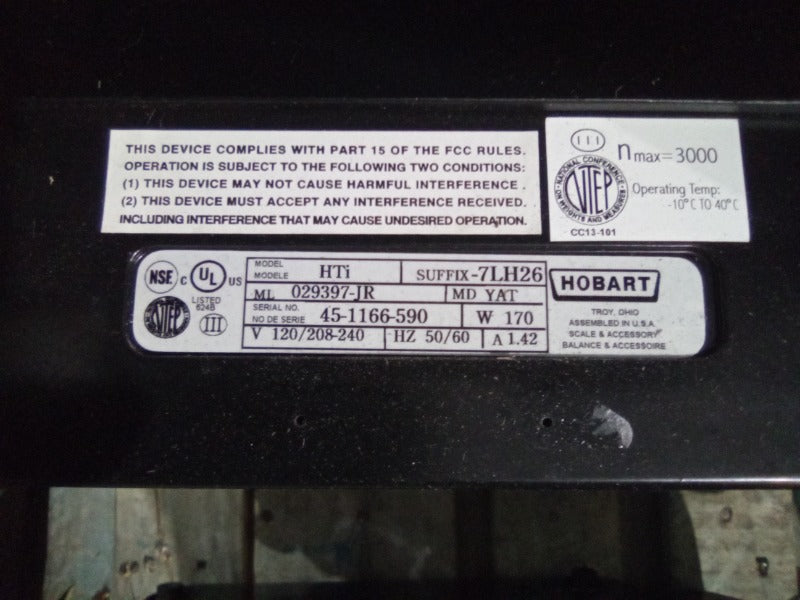 THIS DEVICE COMPLIES WITH PART 15 OF THE FCC RULES.
OPERATION IS SUBJECT TO THE FOLLOWING TWO CONDITIONS:
(1) THIS DEVICE MAY NOT CAUSE HARMFUL INTERFERENCE.
(2) THIS DEVICE MUST ACCEPT ANY INTERFERENCE RECEIVED.
INCLUDING INTERFERENCE THAT MAY CAUSE UNDESIRED OPERATION.
III nmax=3000
NATIONAL CONFERENCE
NTEP
ON WEIGHTS AND MEASURES
Operating Temp:
-10°C TO 40°C
CC13-101
NSF C UL US
LISTED
624B
NTEP III
MODEL
MODELE HTi SUFFIX-7LH26
ML 029397-JR MD YAT
SERIAL NO.
NO DE SERIE 45-1166-590 W 170
V 120/208-240 HZ 50/60 A 1.42
HOBART
TROY, OHIO
ASSEMBLED IN U.S.A.
SCALE & ACCESSORY
BALANCE & ACCESSOIRE